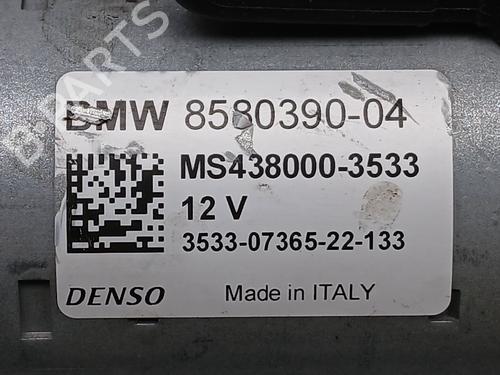 BMW 8580390-04
MS438000-3533
12 V
3533-07365-22-133
DENSO Made in ITALY